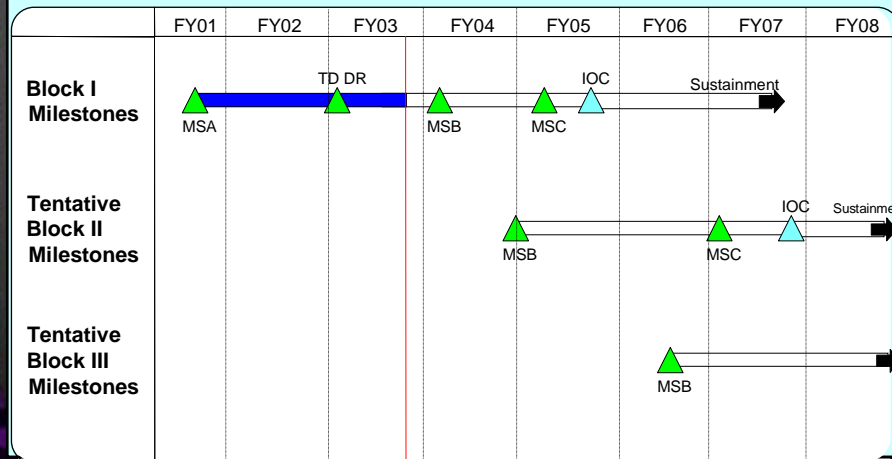 FY01 FY02 FY03 FY04 FY05 FY06 FY07 FY08
Block I
Milestones
TD DR
IOC
Sustainment
MSA
MSB
MSC
Tentative
Block II
Milestones
IOC
Sustainme
MSB
MSC
Tentative
Block III
Milestones
MSB